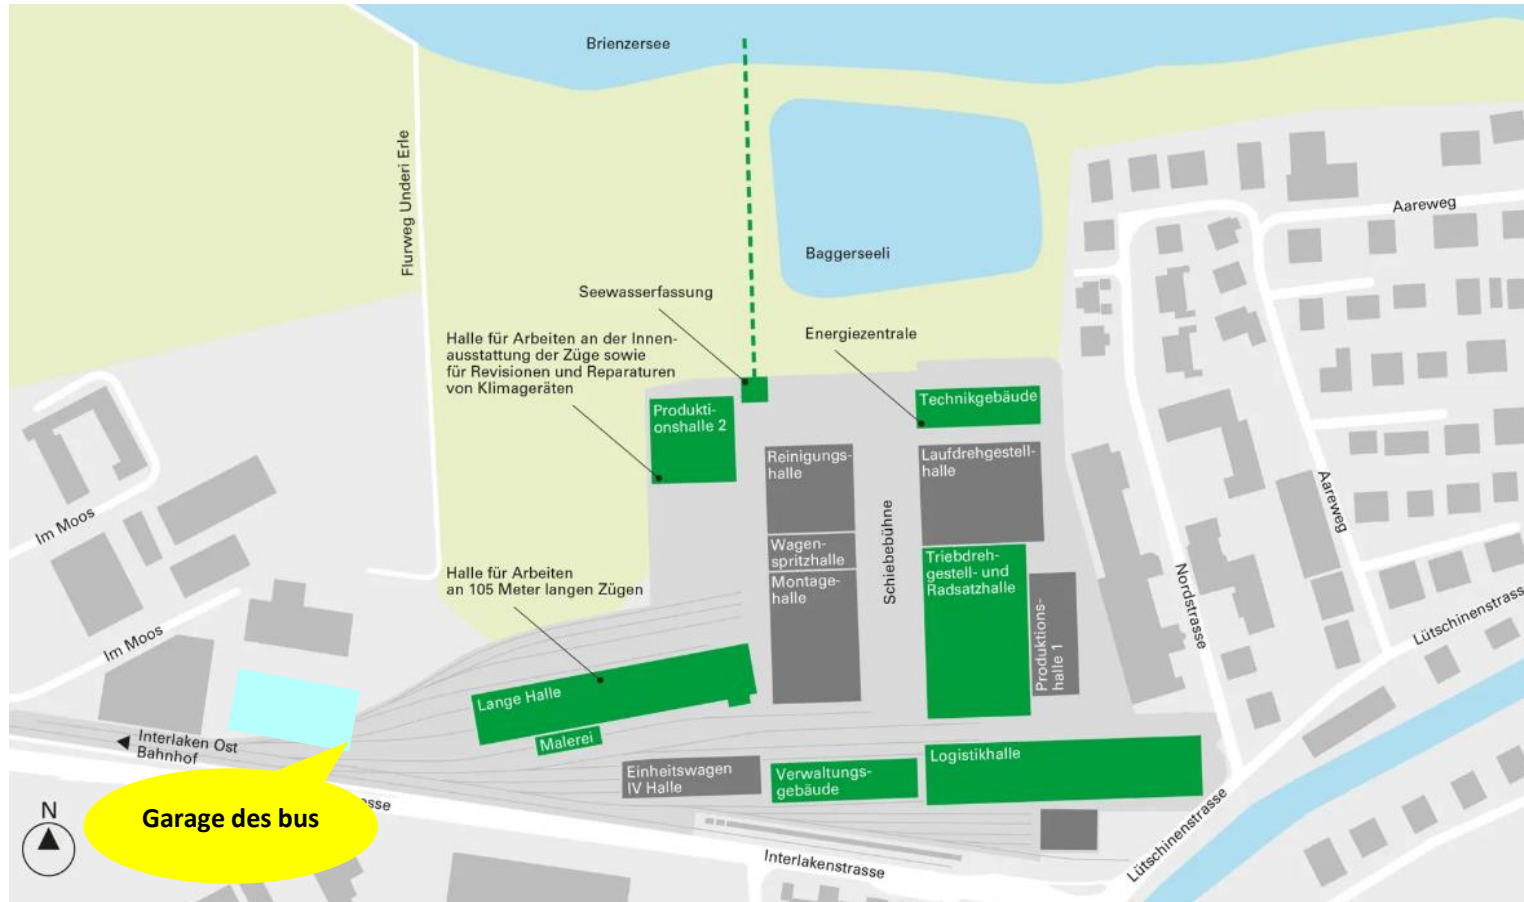 Brienzersee
Flurweg Underi Erle
Aareweg
Baggerseeli
Seewasserfassung
Halle für Arbeiten an der Innen-
ausstattung der Züge sowie
für Revisionen und Reparaturen
von Klimageräten
Energiezentrale
Produkti-
onshalle 2
Technikgebäude
Reinigungs-
halle
Laufdrehgestell-
halle
Im Moos
Aareweg
Schiebebühne
Wagen-
spritzhalle
Triebdreh-
gestell- und
Radsatzhalle
Halle für Arbeiten
an 105 Meter langen Zügen
Montage-
halle
Produktions-
halle 1
Nordstrasse
Lütschinenstrasse
Im Moos
Lange Halle
Malerei
Interlaken Ost
Bahnhof
Einheitswagen
IV Halle
Verwaltungs-
gebäude
Logistikhalle
N
Garage des bus
sse
Interlakenstrasse
Lütschinenstrasse